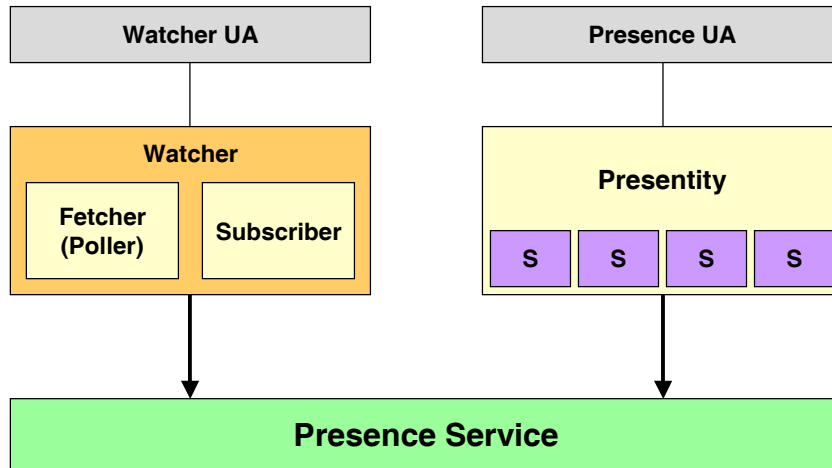 Watcher UA
Presence UA
Watcher
Fetcher
(Poller)
Subscriber
Presentity
S
S
S
S
Presence Service